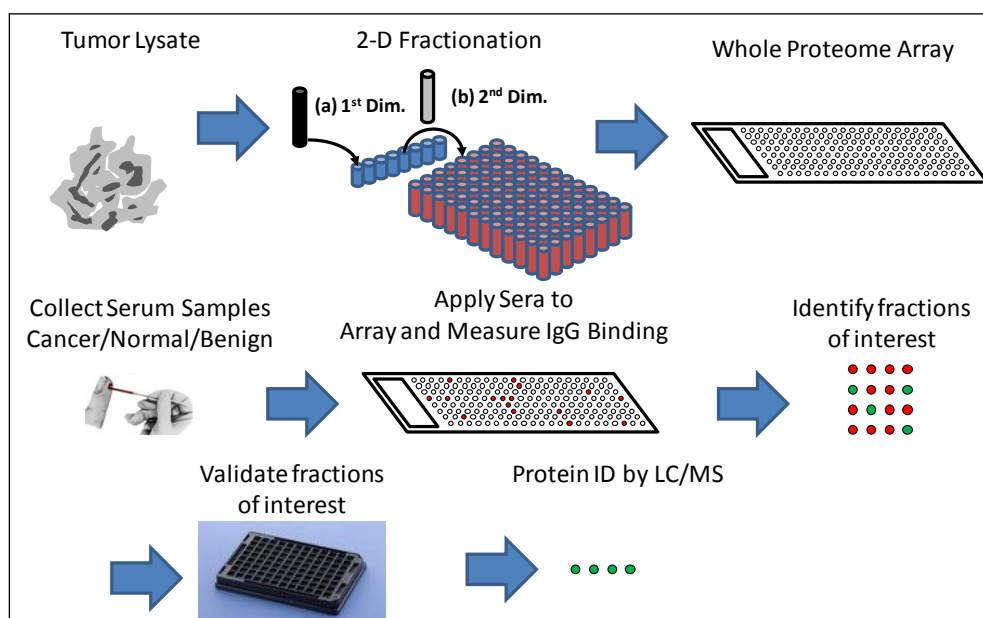 Tumor Lysate
2-D Fractionation
Whole Proteome Array
(a) 1st Dim.
(b) 2nd Dim.
Collect Serum Samples
Cancer/Normal/Benign
Apply Sera to
Array and Measure IgG Binding
Identify fractions
of interest
Validate fractions
of interest
Protein ID by LC/MS